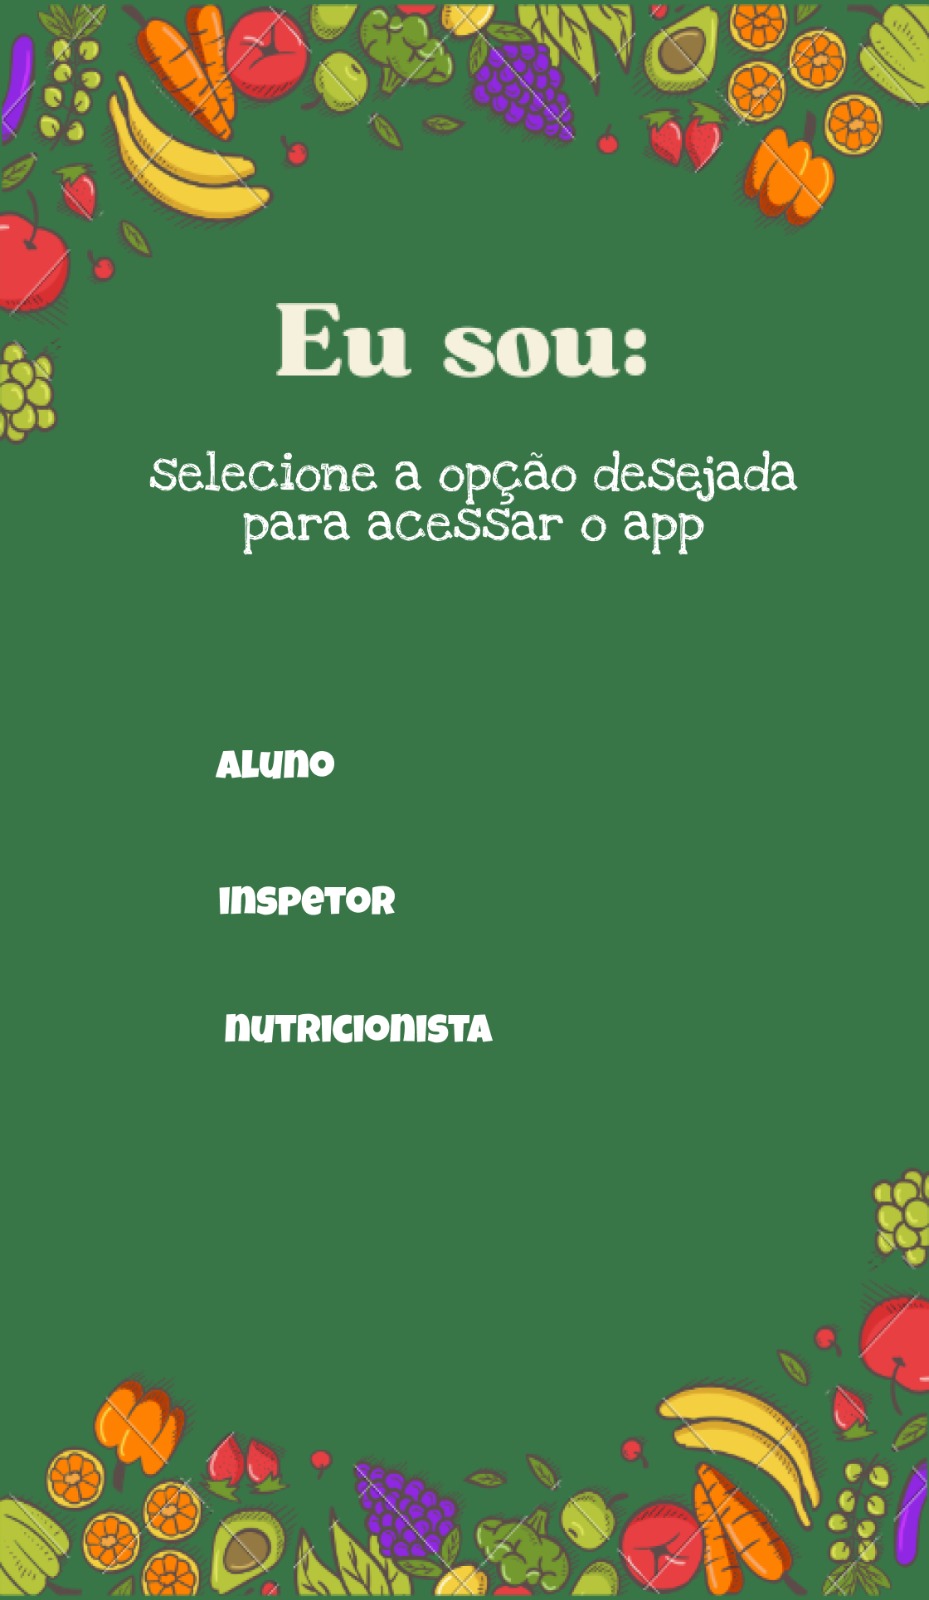 Eu sou:
selecione a opção desejada
para acessar o app
Aluno
Inspetor
nutricionista